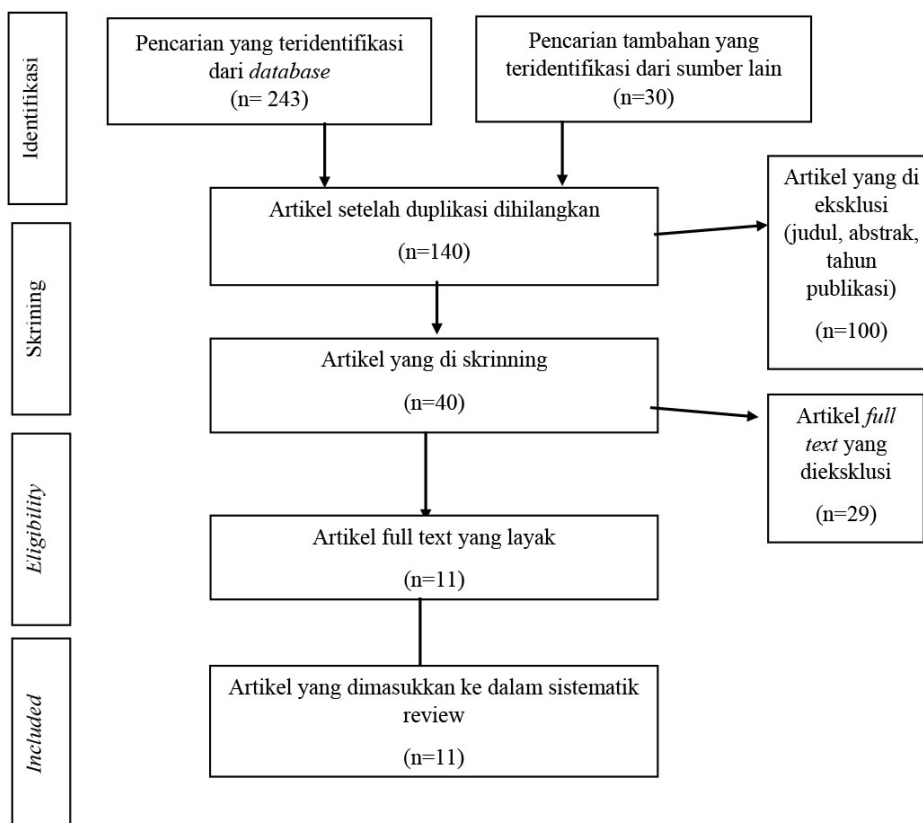 Identifikasi
Pencarian yang teridentifikasi
dari database
(n= 243)
Pencarian tambahan yang
teridentifikasi dari sumber lain
(n=30)
Artikel setelah duplikasi dihilangkan
(n=140)
Artikel yang di
eksklusi
(judul, abstrak,
tahun
publikasi)
(n=100)
Skrining
Artikel yang di skrinning
(n=40)
Artikel full
text yang
dieksklusi
(n=29)
Eligibility
Artikel full text yang layak
(n=11)
Included
Artikel yang dimasukkan ke dalam sistematik
review
(n=11)